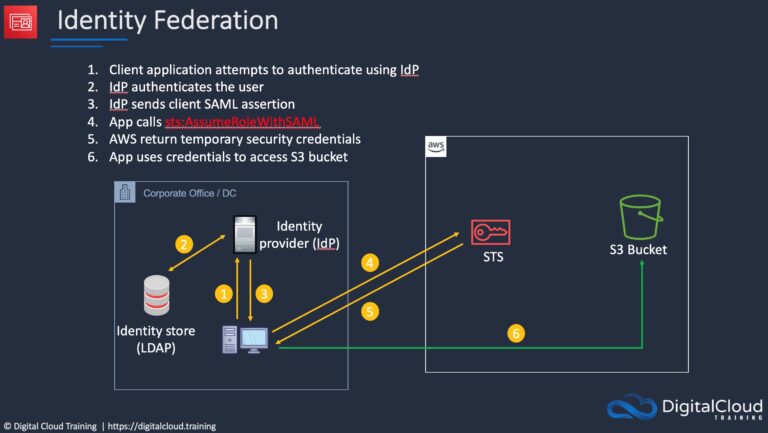 Identity Federation
1. Client application attempts to authenticate using IdP
2. IdP authenticates the user
3. IdP sends client SAML assertion
4. App calls sts:AssumeRoleWithSAML
5. AWS return temporary security credentials
6. App uses credentials to access S3 bucket
aws
Corporate Office / DC
Identity
provider (IdP)
2
4
STS
S3 Bucket
1
3
5
Identity store
(LDAP)
6
DigitalCloud
TRAINING
© Digital Cloud Training | https://digitalcloud.training